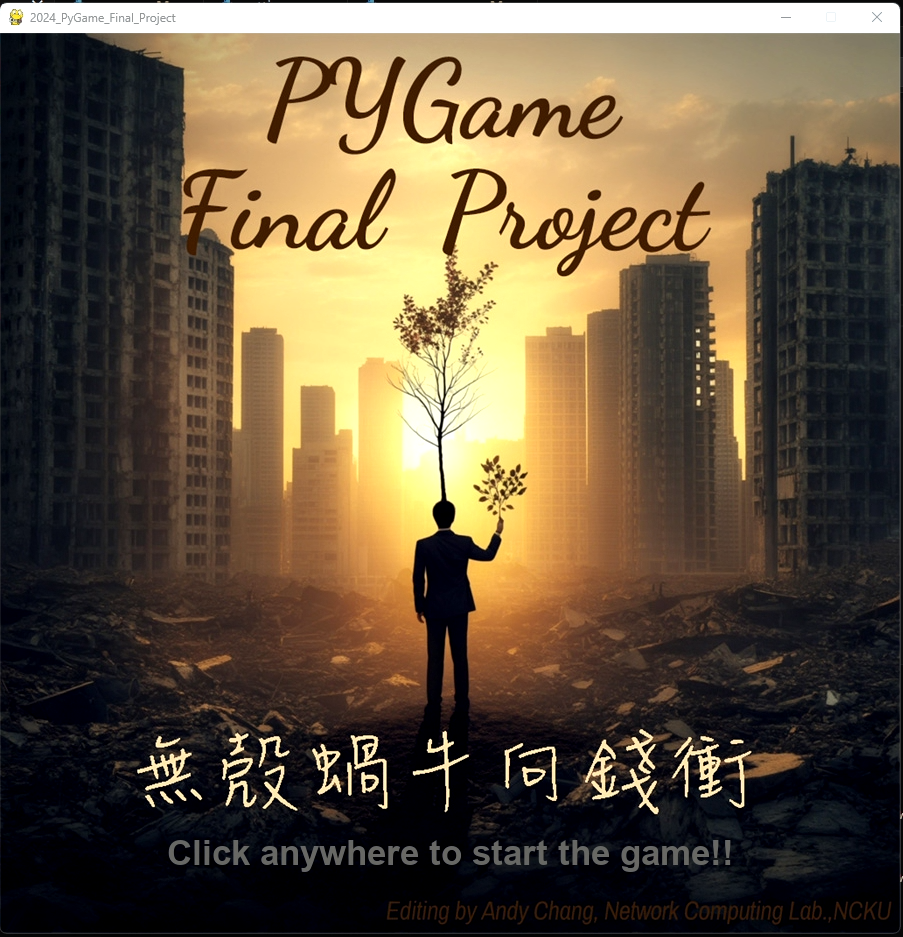 2024_PyGame_Final_Project
PYGame
Final Project
無殼蝸牛向錢衝
Click anywhere to start the game!!
Editing by Andy Chang, Network Computing Lab.,NCKU